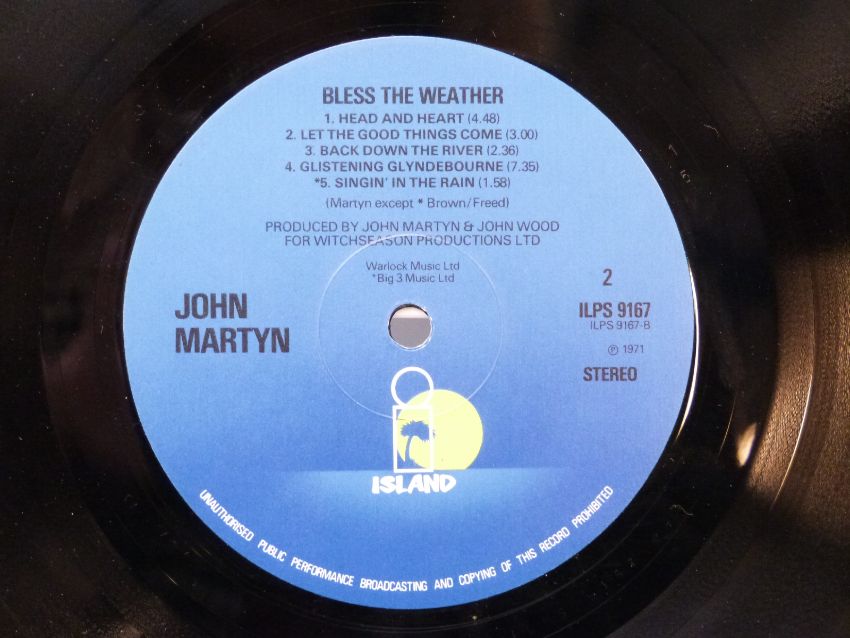 BLESS THE WEATHER
1. HEAD AND HEART (4.48)
2. LET THE GOOD THINGS COME (3.00)
3. BACK DOWN THE RIVER (2.36)
4. GLISTENING GLYNDEBOURNE (7.35)
*5. SINGIN' IN THE RAIN (1.58)
(Martyn except * Brown/Freed)
PRODUCED BY JOHN MARTYN & JOHN WOOD
FOR WITCHSEASON PRODUCTIONS LTD
Warlock Music Ltd
*Big 3 Music Ltd
2
JOHN
MARTYN
ILPS 9167
ILPS 9167-B
℗ 1971
STEREO
ISLAND
UNAUTHORISED PUBLIC PERFORMANCE BROADCASTING AND COPYING OF THIS RECORD PROHIBITED